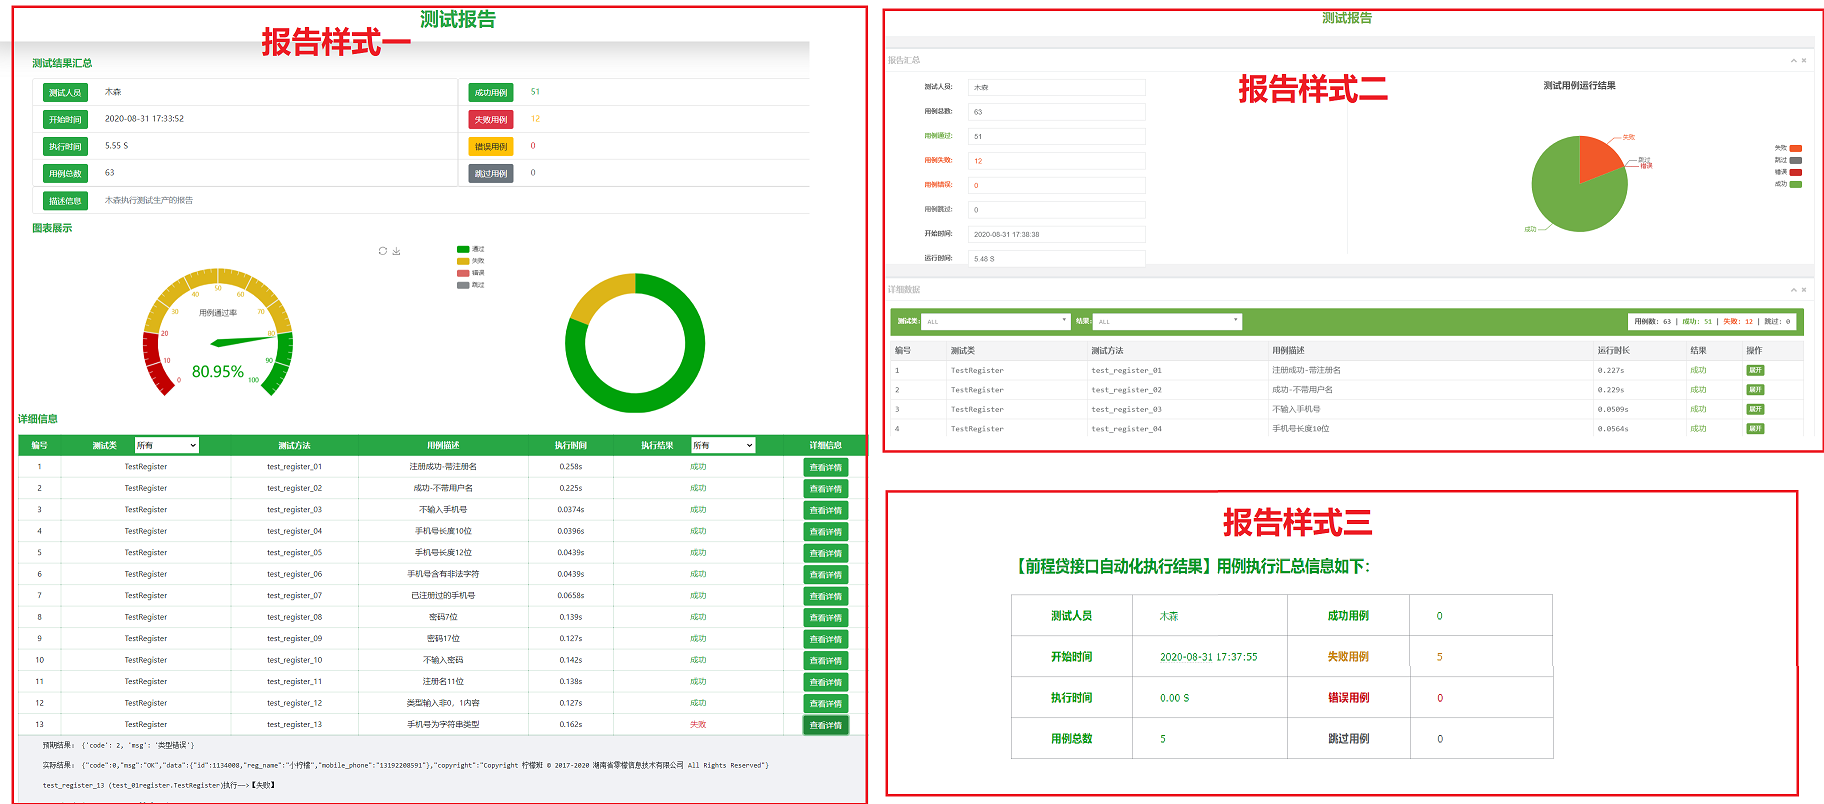 测试报告
报告样式一
测试结果汇总
测试人员 木森 成功用例 51
开始时间 2020-08-31 17:33:52 失败用例 12
执行时间 5.55 S 错误用例 0
用例总数 63 跳过用例 0
描述信息 木森执行测试生产的报告
图表展示
通过
失败
错误
跳过
用例通过率
0
10
20
30
40
50
60
70
80
90
100
80.95%
详细信息
编号 测试类 所有 测试方法 用例描述 执行时间 执行结果 所有 详细信息
1 TestRegister test_register_01 注册成功-带注册名 0.258s 成功 查看详情
2 TestRegister test_register_02 成功-不带用户名 0.225s 成功 查看详情
3 TestRegister test_register_03 不输入手机号 0.0374s 成功 查看详情
4 TestRegister test_register_04 手机号长度10位 0.0396s 成功 查看详情
5 TestRegister test_register_05 手机号长度12位 0.0439s 成功 查看详情
6 TestRegister test_register_06 手机号含有非法字符 0.0439s 成功 查看详情
7 TestRegister test_register_07 已注册过的手机号 0.0658s 成功 查看详情
8 TestRegister test_register_08 密码7位 0.139s 成功 查看详情
9 TestRegister test_register_09 密码17位 0.127s 成功 查看详情
10 TestRegister test_register_10 不输入密码 0.142s 成功 查看详情
11 TestRegister test_register_11 注册名11位 0.138s 成功 查看详情
12 TestRegister test_register_12 类型输入非0，1内容 0.127s 成功 查看详情
13 TestRegister test_register_13 手机号为字符串类型 0.162s 失败 查看详情
预期结果： {'code': 2, 'msg': '类型错误'}
实际结果： {"code":0,"msg":"OK","data":{"id":1134008,"reg_name":"小柠檬","mobile_phone":"13192208591"},"copyright":"Copyright 柠檬班 © 2017-2020 湖南省零檬信息技术有限公司 All Rights Reserved"}
test_register_13 (test_01register.TestRegister)执行——>【失败】
测试报告
报告汇总
报告样式二
测试人员: 木森
用例总数: 63
用例通过: 51
用例失败: 12
用例错误: 0
用例跳过: 0
开始时间: 2020-08-31 17:38:38
运行时间: 5.48 S
测试用例运行结果
失败
跳过
错误
成功
失败
跳过
错误
成功
详细数据
测试类: ALL 结果: ALL 用例数: 63 | 成功: 51 | 失败: 12 | 跳过: 0
编号 测试类 测试方法 用例描述 运行时长 结果 操作
1 TestRegister test_register_01 注册成功-带注册名 0.227s 成功 展开
2 TestRegister test_register_02 成功-不带用户名 0.229s 成功 展开
3 TestRegister test_register_03 不输入手机号 0.0509s 成功 展开
4 TestRegister test_register_04 手机号长度10位 0.0564s 成功 展开
报告样式三
【前程贷接口自动化执行结果】用例执行汇总信息如下：
测试人员 木森 成功用例 0
开始时间 2020-08-31 17:37:55 失败用例 5
执行时间 0.00 S 错误用例 0
用例总数 5 跳过用例 0